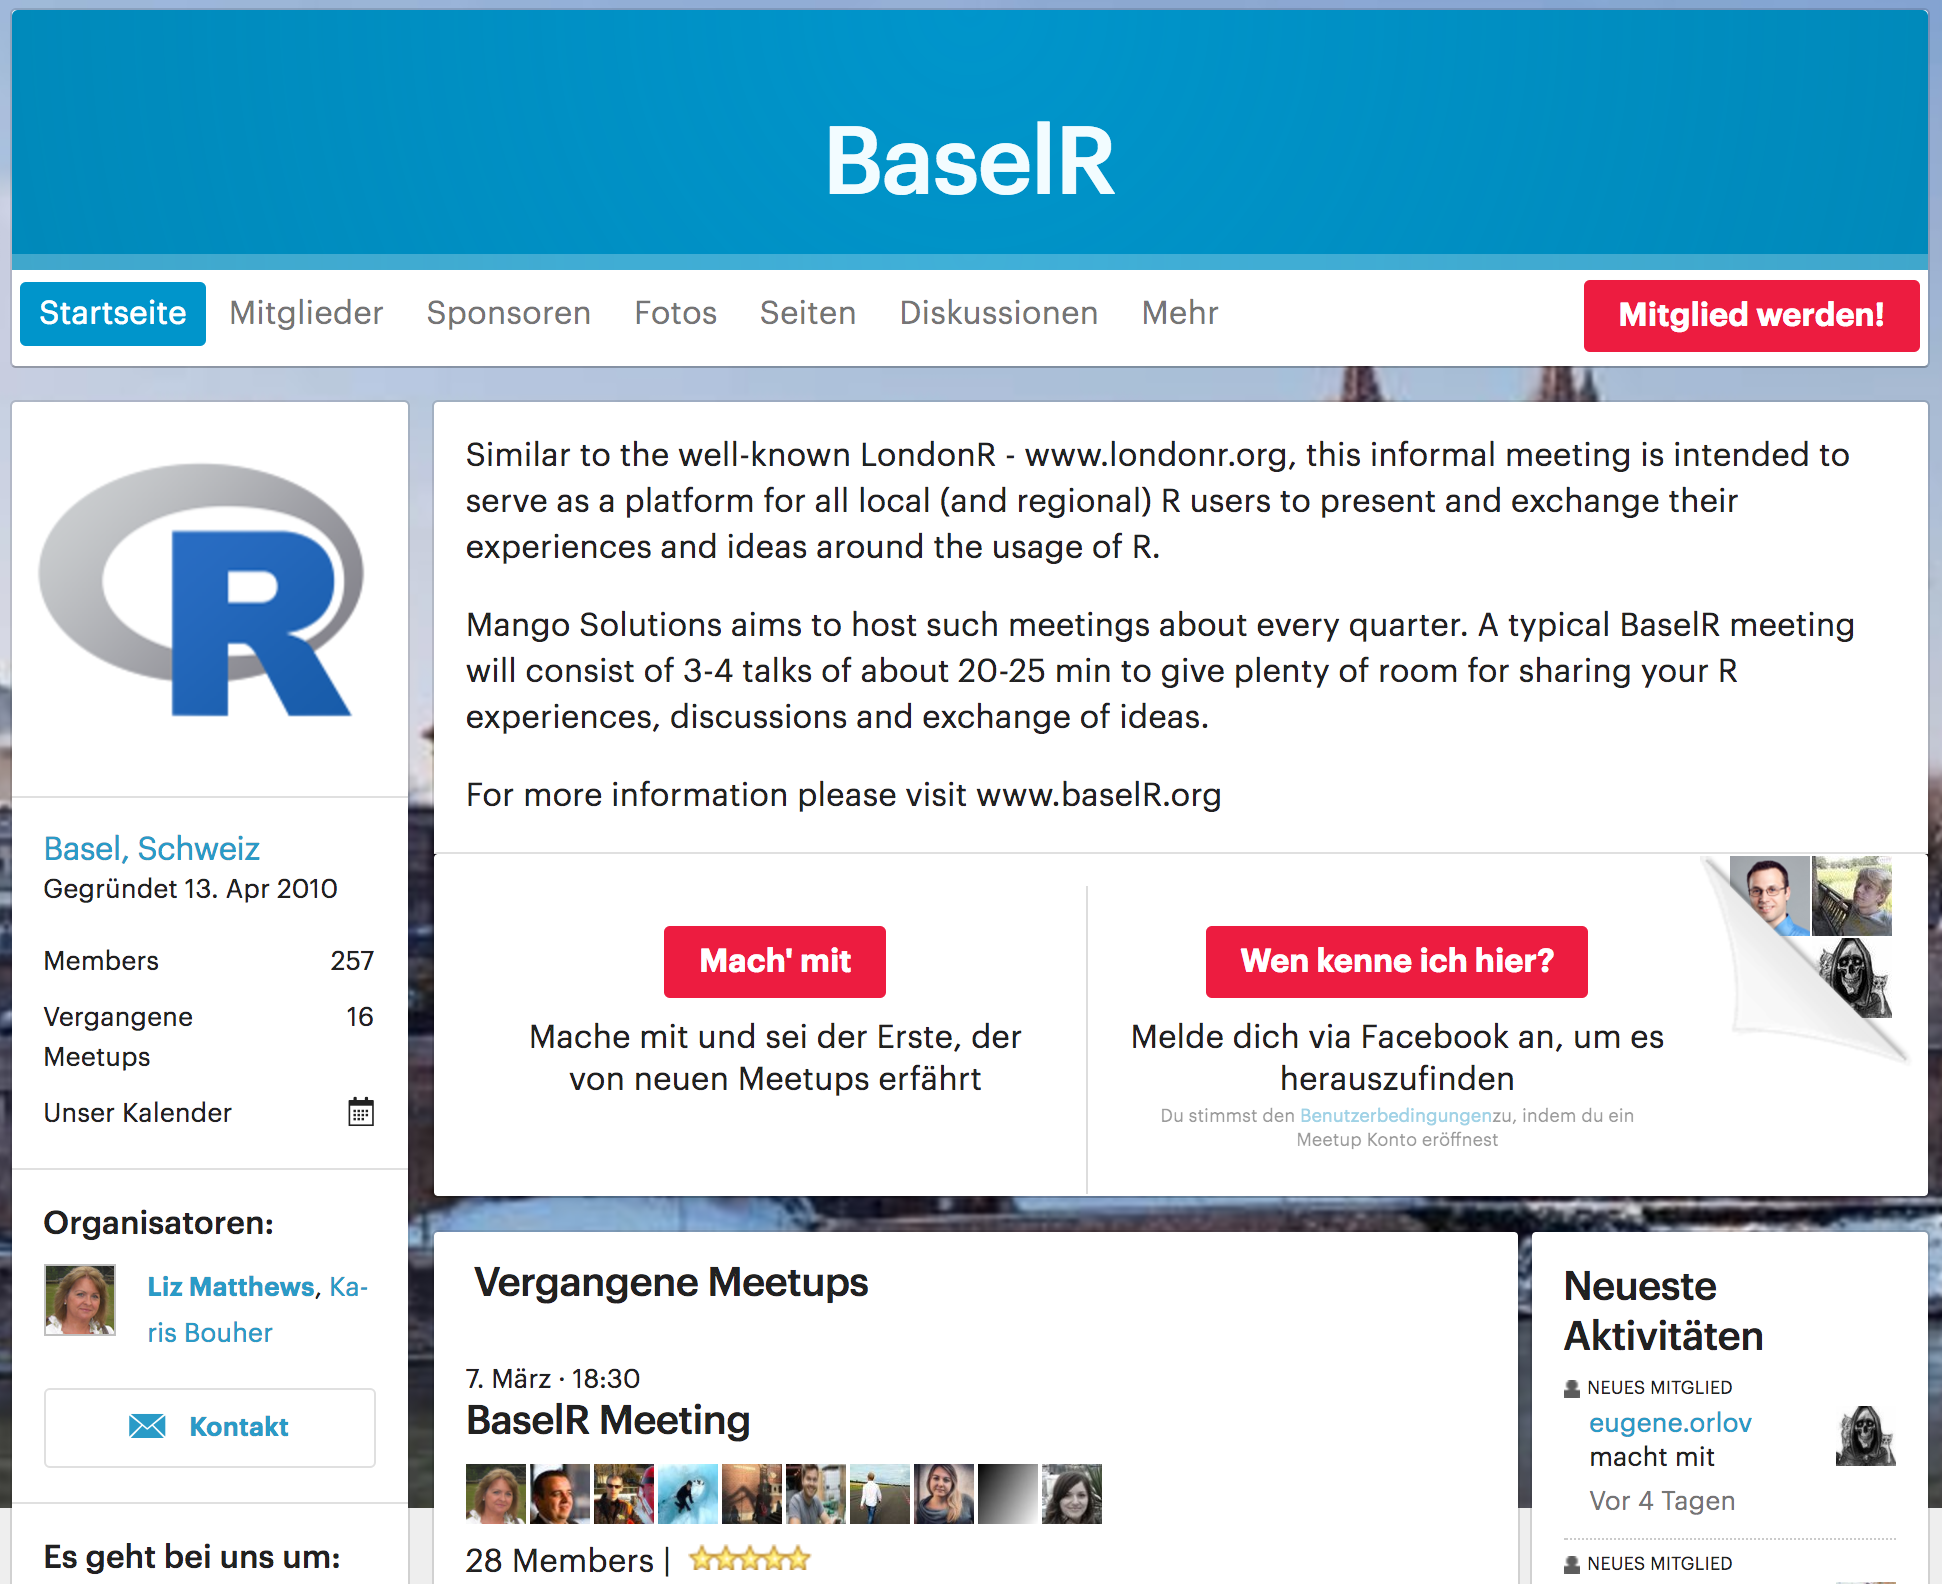 BaselR
Startseite Mitglieder Sponsoren Fotos Seiten Diskussionen Mehr Mitglied werden!
R
Basel, Schweiz
Gegründet 13. Apr 2010
Members 257
Vergangene 16
Meetups
Unser Kalender
Organisatoren:
Liz Matthews, Ka-
ris Bouher
Kontakt
Es geht bei uns um:
Similar to the well-known LondonR - www.londonr.org, this informal meeting is intended to
serve as a platform for all local (and regional) R users to present and exchange their
experiences and ideas around the usage of R.
Mango Solutions aims to host such meetings about every quarter. A typical BaselR meeting
will consist of 3-4 talks of about 20-25 min to give plenty of room for sharing your R
experiences, discussions and exchange of ideas.
For more information please visit www.baselR.org
Mach' mit
Mache mit und sei der Erste, der
von neuen Meetups erfährt
Wen kenne ich hier?
Melde dich via Facebook an, um es
herauszufinden
Du stimmst den Benutzerbedingungenzu, indem du ein
Meetup Konto eröffnest
Vergangene Meetups
7. März · 18:30
BaselR Meeting
28 Members |
Neueste
Aktivitäten
NEUES MITGLIED
eugene.orlov
macht mit
Vor 4 Tagen
NEUES MITGLIED